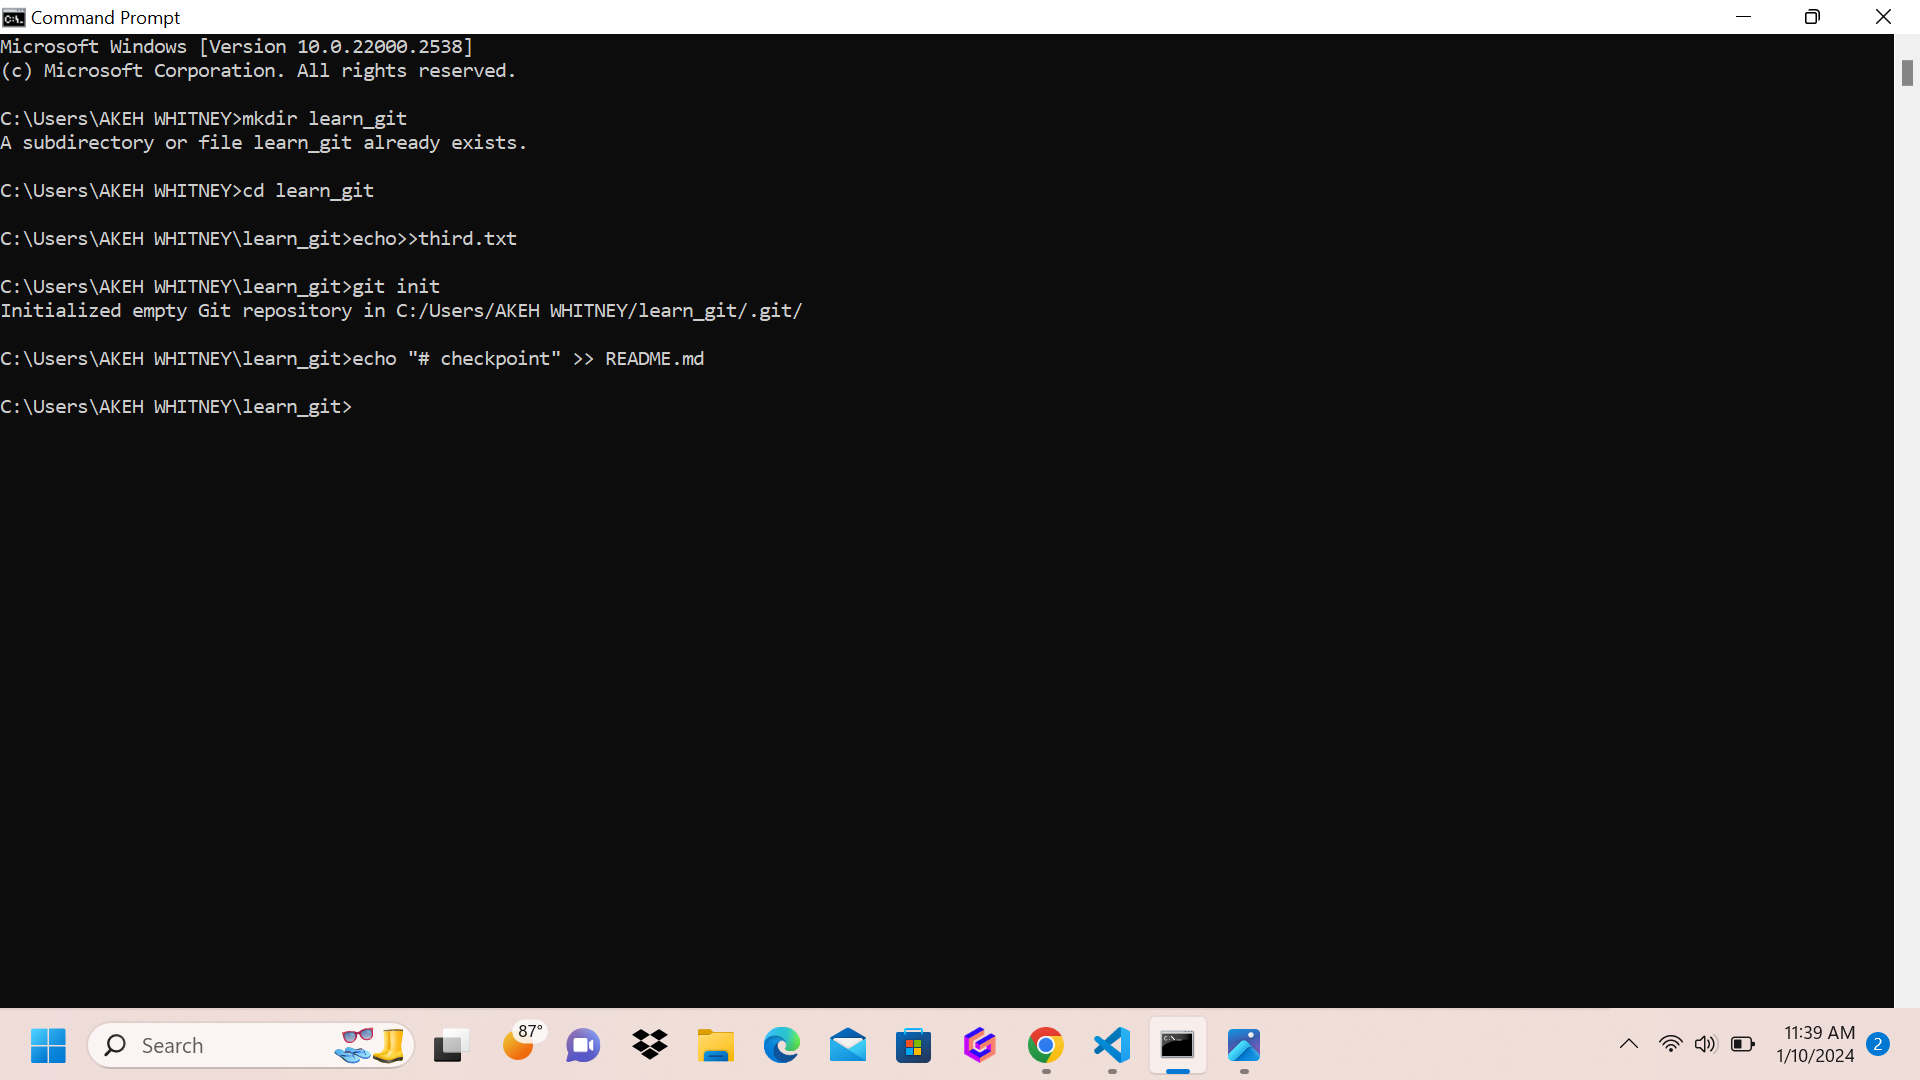 Command Prompt
Microsoft Windows [Version 10.0.22000.2538]
(c) Microsoft Corporation. All rights reserved.
C:\Users\AKEH WHITNEY>mkdir learn_git
A subdirectory or file learn_git already exists.
C:\Users\AKEH WHITNEY>cd learn_git
C:\Users\AKEH WHITNEY\learn_git>echo>>third.txt
C:\Users\AKEH WHITNEY\learn_git>git init
Initialized empty Git repository in C:/Users/AKEH WHITNEY/learn_git/.git/
C:\Users\AKEH WHITNEY\learn_git>echo "# checkpoint" >> README.md
C:\Users\AKEH WHITNEY\learn_git>
Search
87°
11:39 AM
1/10/2024
2